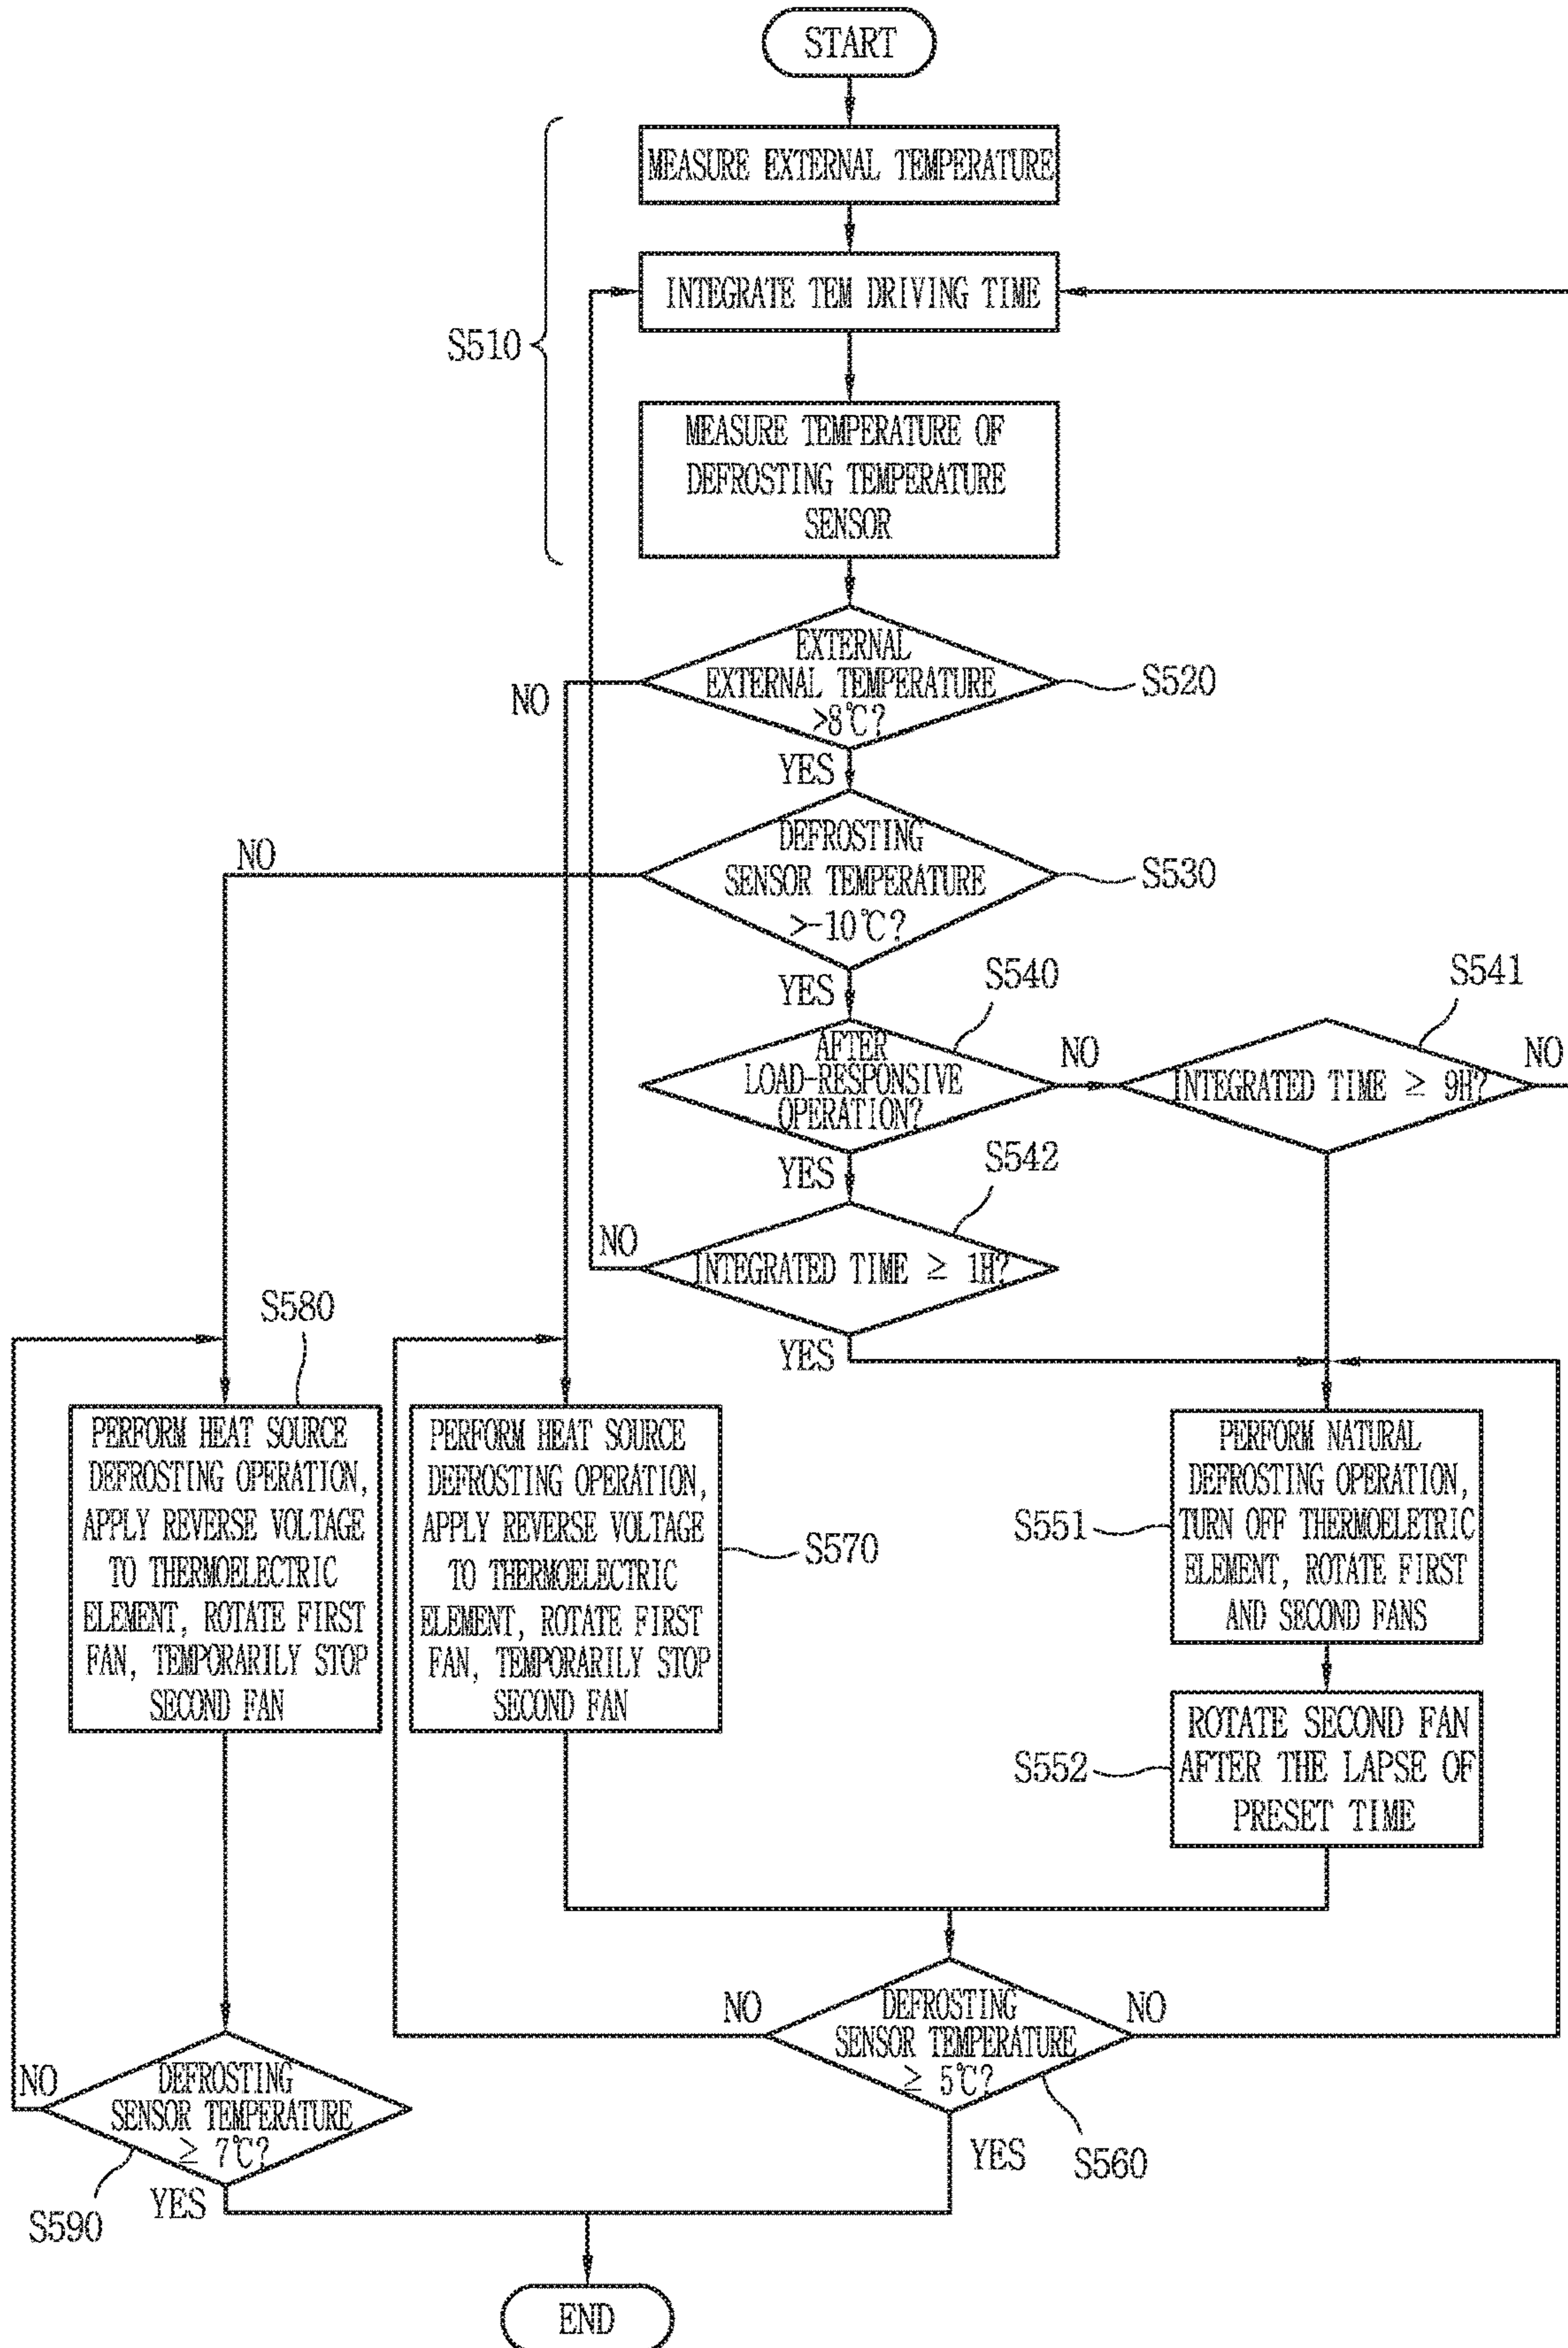 START
MEASURE EXTERNAL TEMPERATURE
INTEGRATE TEM DRIVING TIME
S510
MEASURE TEMPERATURE OF
DEFROSTING TEMPERATURE
SENSOR
EXTERNAL
EXTERNAL TEMPERATURE
>8℃?
S520
NO
YES
DEFROSTING
SENSOR TEMPERATURE
>-10℃?
S530
NO
YES
S540
S541
AFTER
LOAD-RESPONSIVE
OPERATION?
NO
INTEGRATED TIME ≥ 9H?
NO
YES
S542
INTEGRATED TIME ≥ 1H?
NO
YES
S580
PERFORM HEAT SOURCE
DEFROSTING OPERATION,
APPLY REVERSE VOLTAGE
TO THERMOELECTRIC
ELEMENT, ROTATE FIRST
FAN, TEMPORARILY STOP
SECOND FAN
PERFORM HEAT SOURCE
DEFROSTING OPERATION,
APPLY REVERSE VOLTAGE
TO THERMOELECTRIC
ELEMENT, ROTATE FIRST
FAN, TEMPORARILY STOP
SECOND FAN
S570
S551
PERFORM NATURAL
DEFROSTING OPERATION,
TURN OFF THERMOELETRIC
ELEMENT, ROTATE FIRST
AND SECOND FANS
S552
ROTATE SECOND FAN
AFTER THE LAPSE OF
PRESET TIME
NO
DEFROSTING
SENSOR TEMPERATURE
≥ 5℃?
NO
YES
S560
NO
DEFROSTING
SENSOR TEMPERATURE
≥ 7℃?
YES
S590
END